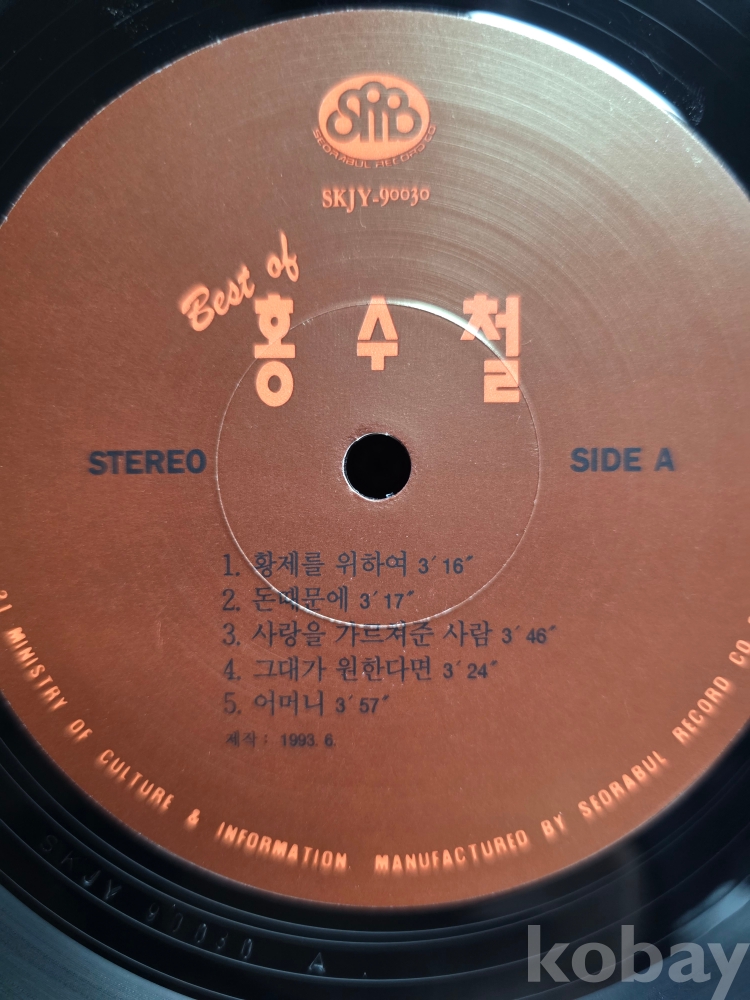 SRB
SEORABUL RECORD CO
SKJY-90030
Best of
홍수철
STEREO
SIDE A
1. 황제를 위하여 3′16″
2. 돈때문에 3′17″
3. 사랑을 가르쳐준 사람 3′46″
4. 그대가 원한다면 3′24″
5. 어머니 3′57″
제작 : 1993. 6.
MINISTRY OF CULTURE & INFORMATION. MANUFACTURED BY SEORABUL RECORD CO
kobay